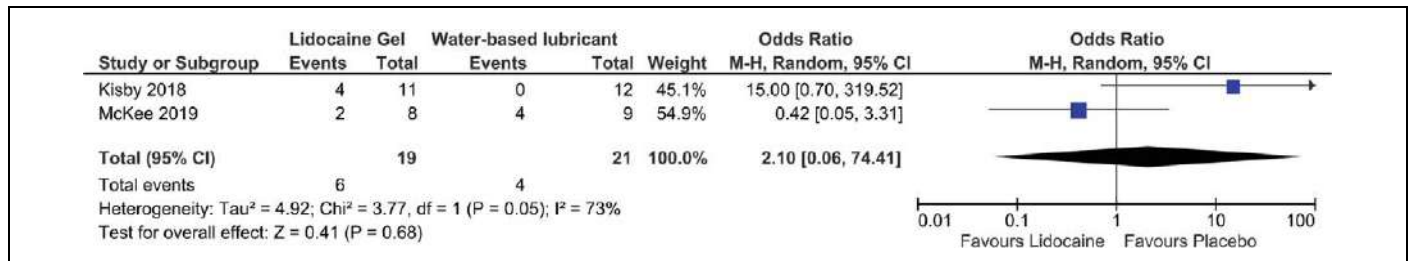 Lidocaine Gel Water-based lubricant Odds Ratio Odds Ratio
Study or Subgroup Events Total Events Total Weight M-H, Random, 95% CI M-H, Random, 95% CI
Kisby 2018 4 11 0 12 45.1% 15.00 [0.70, 319.52]
McKee 2019 2 8 4 9 54.9% 0.42 [0.05, 3.31]
Total (95% CI) 19 21 100.0% 2.10 [0.06, 74.41]
Total events 6 4
Heterogeneity: Tau² = 4.92; Chi² = 3.77, df = 1 (P = 0.05); I² = 73%
Test for overall effect: Z = 0.41 (P = 0.68)
0.01 0.1 1 10 100
Favours Lidocaine Favours Placebo